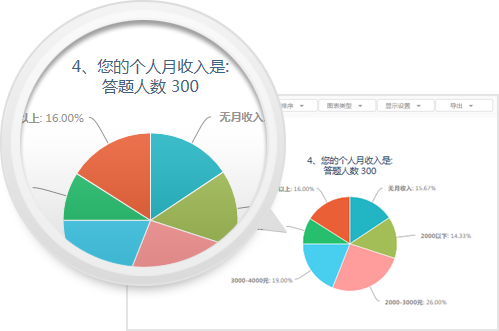 4、您的个人月收入是:
答题人数 300
以上: 16.00%
无月收入
排序
图表类型
显示设置
导出
4、您的个人月收入是:
答题人数 300
以上: 16.00%
无月收入: 15.67%
2000以下: 14.33%
3000-4000元: 19.00%
2000-3000元: 26.00%